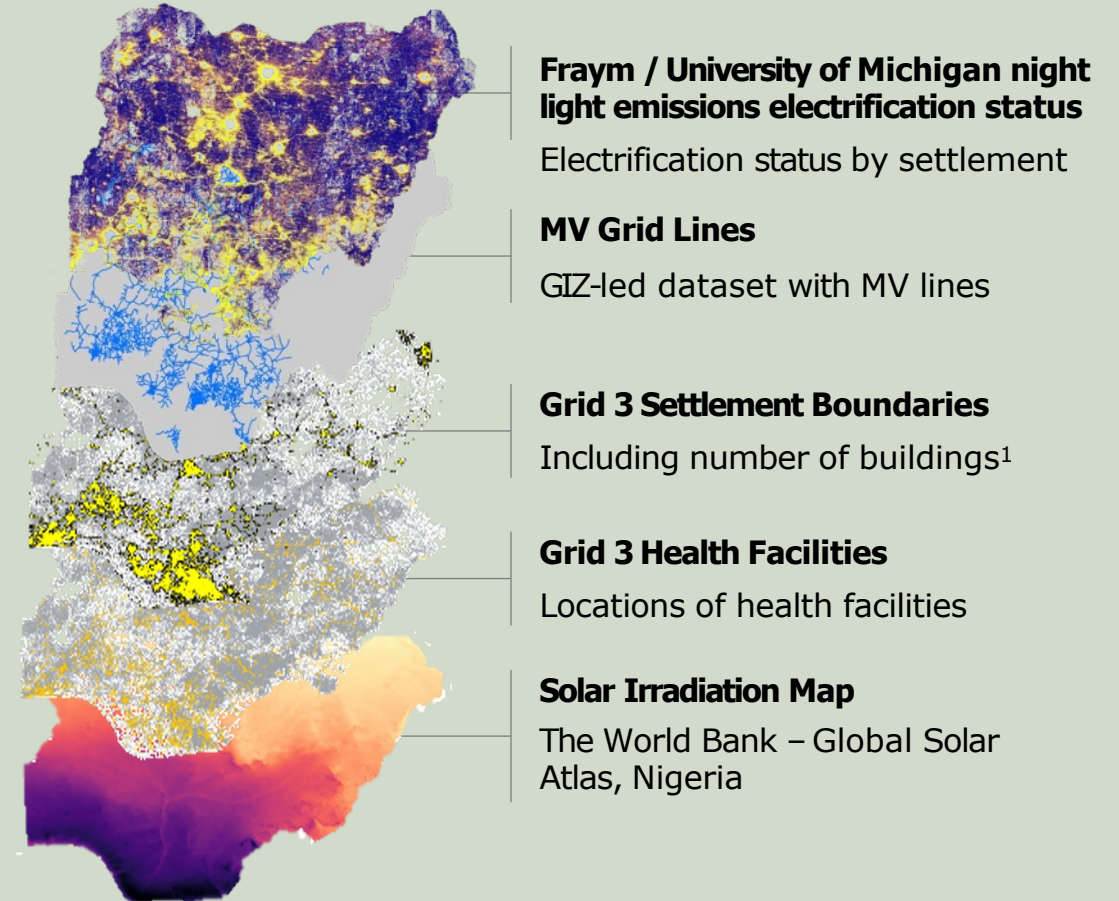 Fraym / University of Michigan night
light emissions electrification status
Electrification status by settlement
MV Grid Lines
GIZ-led dataset with MV lines
Grid 3 Settlement Boundaries
Including number of buildings¹
Grid 3 Health Facilities
Locations of health facilities
Solar Irradiation Map
The World Bank – Global Solar
Atlas, Nigeria